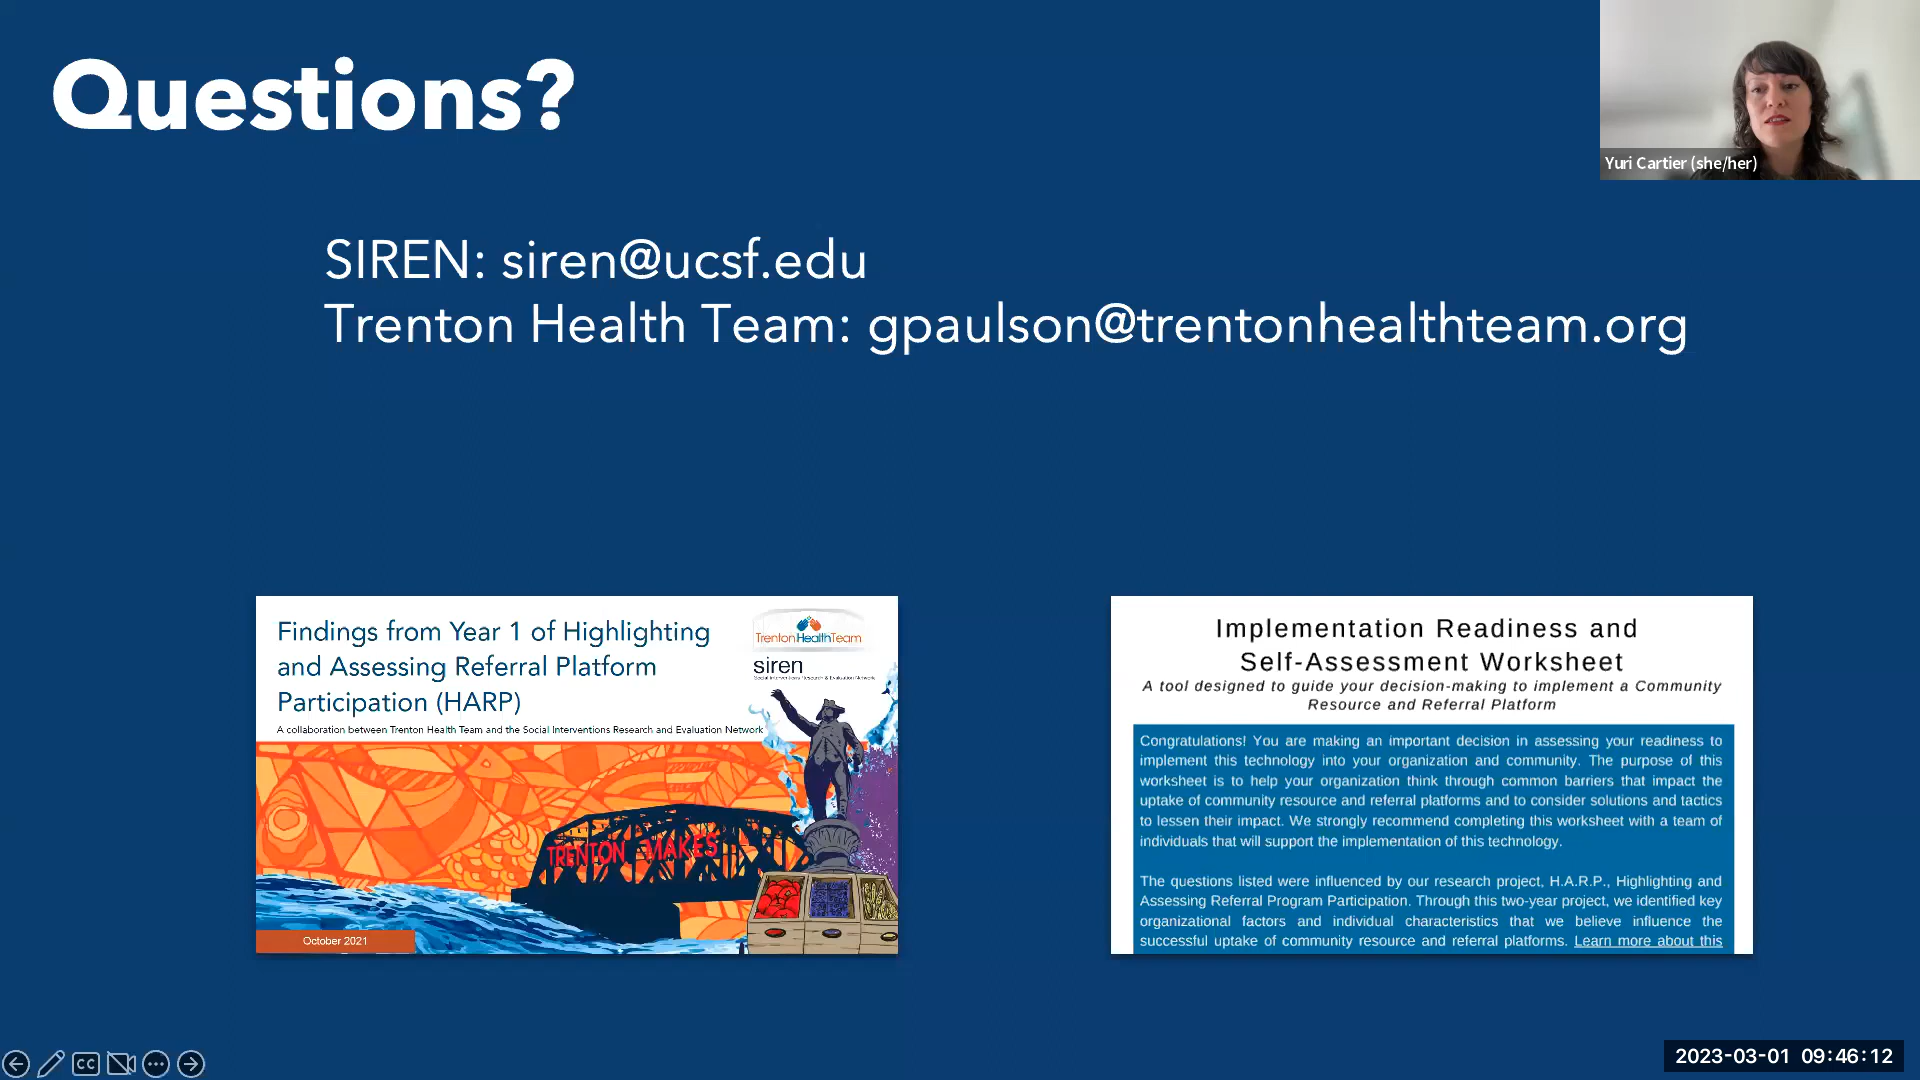 Questions?
Yuri Cartier (she/her)
SIREN: siren@ucsf.edu
Trenton Health Team: gpaulson@trentonhealthteam.org
Findings from Year 1 of Highlighting
and Assessing Referral Platform
Participation (HARP)
A collaboration between Trenton Health Team and the Social Interventions Research and Evaluation Network
TrentonHealthTeam
siren
Social Interventions Research & Evaluation Network
TRENTON MAKES
October 2021
Implementation Readiness and
Self-Assessment Worksheet
A tool designed to guide your decision-making to implement a Community
Resource and Referral Platform
Congratulations! You are making an important decision in assessing your readiness to
implement this technology into your organization and community. The purpose of this
worksheet is to help your organization think through common barriers that impact the
uptake of community resource and referral platforms and to consider solutions and tactics
to lessen their impact. We strongly recommend completing this worksheet with a team of
individuals that will support the implementation of this technology.
The questions listed were influenced by our research project, H.A.R.P., Highlighting and
Assessing Referral Program Participation. Through this two-year project, we identified key
organizational factors and individual characteristics that we believe influence the
successful uptake of community resource and referral platforms. Learn more about this
CC
2023-03-01 09:46:12